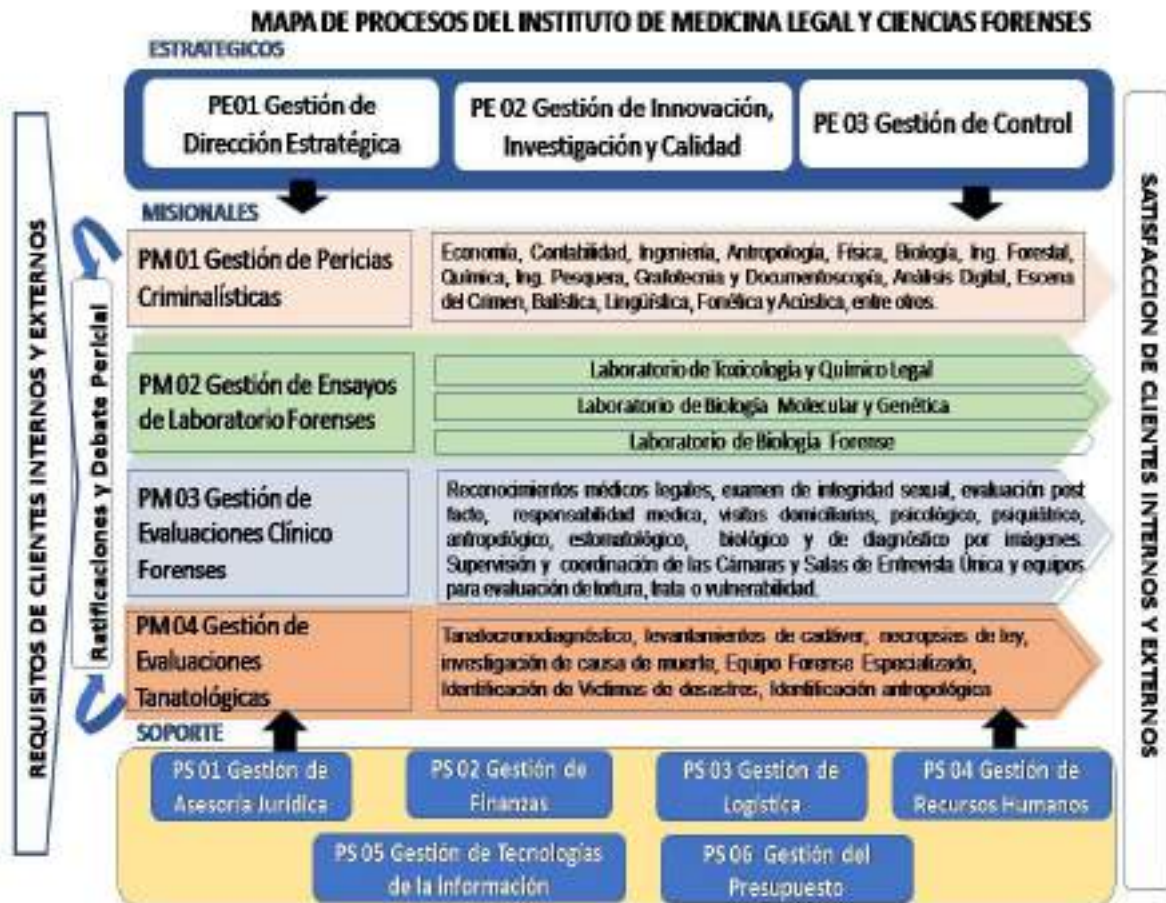 MAPA DE PROCESOS DEL INSTITUTO DE MEDICINA LEGAL Y CIENCIAS FORENSES
ESTRATEGICOS
PE01 Gestión de
Dirección Estratégica
PE 02 Gestión de Innovación,
Investigación y Calidad
PE 03 Gestión de Control
REQUISITOS DE CLIENTES INTERNOS Y EXTERNOS
Ratificaciones y Debate Pericial
MISIONALES
PM 01 Gestión de Pericias
Criminalísticas
Economía, Contabilidad, Ingeniería, Antropología, Física, Biología, Ing. Forestal,
Química, Ing. Pesquera, Grafotecnia y Documentoscopía, Análisis Digital, Escena
del Crimen, Balística, Lingüística, Fonética y Acústica, entre otros.
PM 02 Gestión de Ensayos
de Laboratorio Forenses
Laboratorio de Toxicología y Químico Legal
Laboratorio de Biología Molecular y Genética
Laboratorio de Biología Forense
PM 03 Gestión de
Evaluaciones Clínico
Forenses
Reconocimientos médicos legales, examen de integridad sexual, evaluación post
facto, responsabilidad medica, visitas domiciliarias, psicológico, psiquiátrico,
antropológico, estomatológico, biológico y de diagnóstico por imágenes.
Supervisión y coordinación de las Cámaras y Salas de Entrevista Única y equipos
para evaluación de tortura, trata o vulnerabilidad.
PM 04 Gestión de
Evaluaciones
Tanatológicas
Tanatocronodiagnóstico, levantamientos de cadáver, necropsias de ley,
investigación de causa de muerte, Equipo Forense Especializado,
Identificación de Victimas de desastres, Identificación antropológica
SOPORTE
PS 01 Gestión de
Asesoría Jurídica
PS 02 Gestión de
Finanzas
PS 03 Gestión de
Logística
PS 04 Gestión de
Recursos Humanos
PS 05 Gestión de Tecnologías
de la Información
PS 06 Gestión del
Presupuesto
SATISFACCION DE CLIENTES INTERNOS Y EXTERNOS